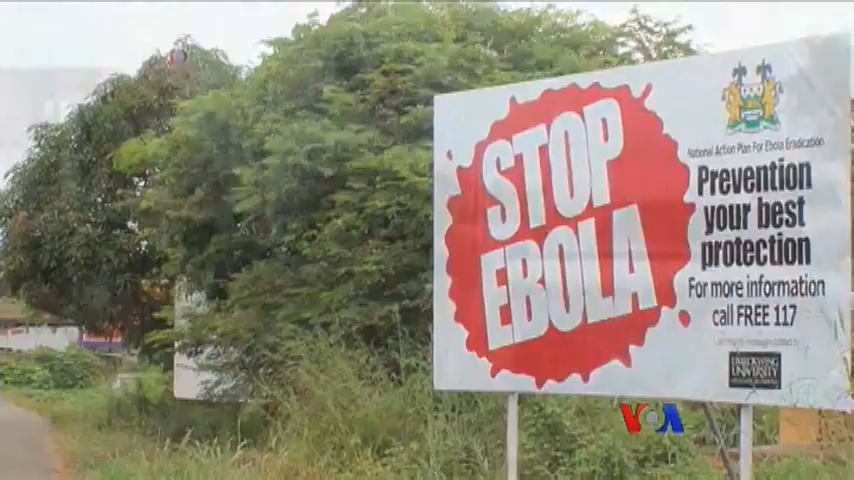 STOP
EBOLA
National Action Plan For Ebola Eradication
Prevention
your best
protection
For more information
call FREE 117
UNIVERSITY
VOA